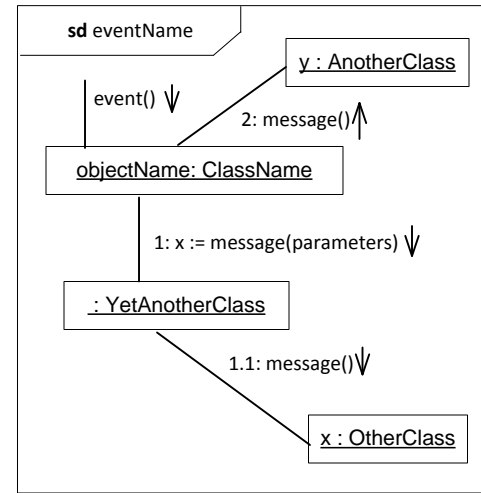 sd eventName
y : AnotherClass
event()
2: message()
objectName: ClassName
1: x := message(parameters)
: YetAnotherClass
1.1: message()
x : OtherClass